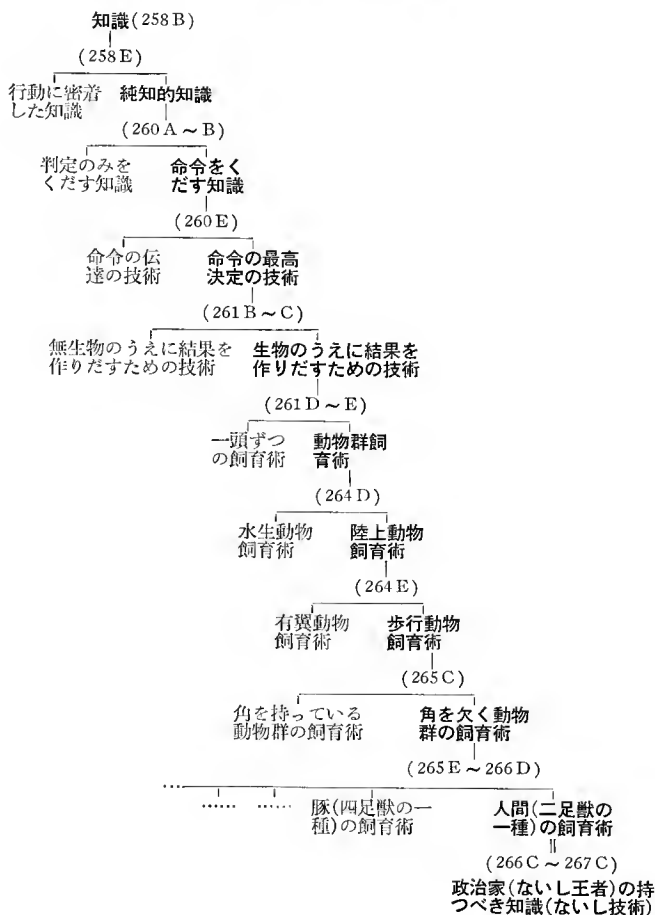 知識(258B)
(258E)
行動に密着 純知的知識
した知識
(260A～B)
判定のみを 命令をく
くだす知識 だす知識
(260E)
命令の伝 命令の最高
達の技術 決定の技術
(261B～C)
無生物のうえに結果を 生物のうえに結果を
作りだすための技術 作りだすための技術
(261D～E)
一頭ずつ 動物群飼
の飼育術 育術
(264D)
水生動物 陸上動物
飼育術 飼育術
(264E)
有翼動物 歩行動物
飼育術 飼育術
(265C)
角を持っている 角を欠く動物
動物群の飼育術 群の飼育術
(265E～266D)
……
…… …… 豚(四足獣の一 人間(二足獣の
種)の飼育術 一種)の飼育術
||
(266C～267C)
政治家(ないし王者)の持
つべき知識(ないし技術)